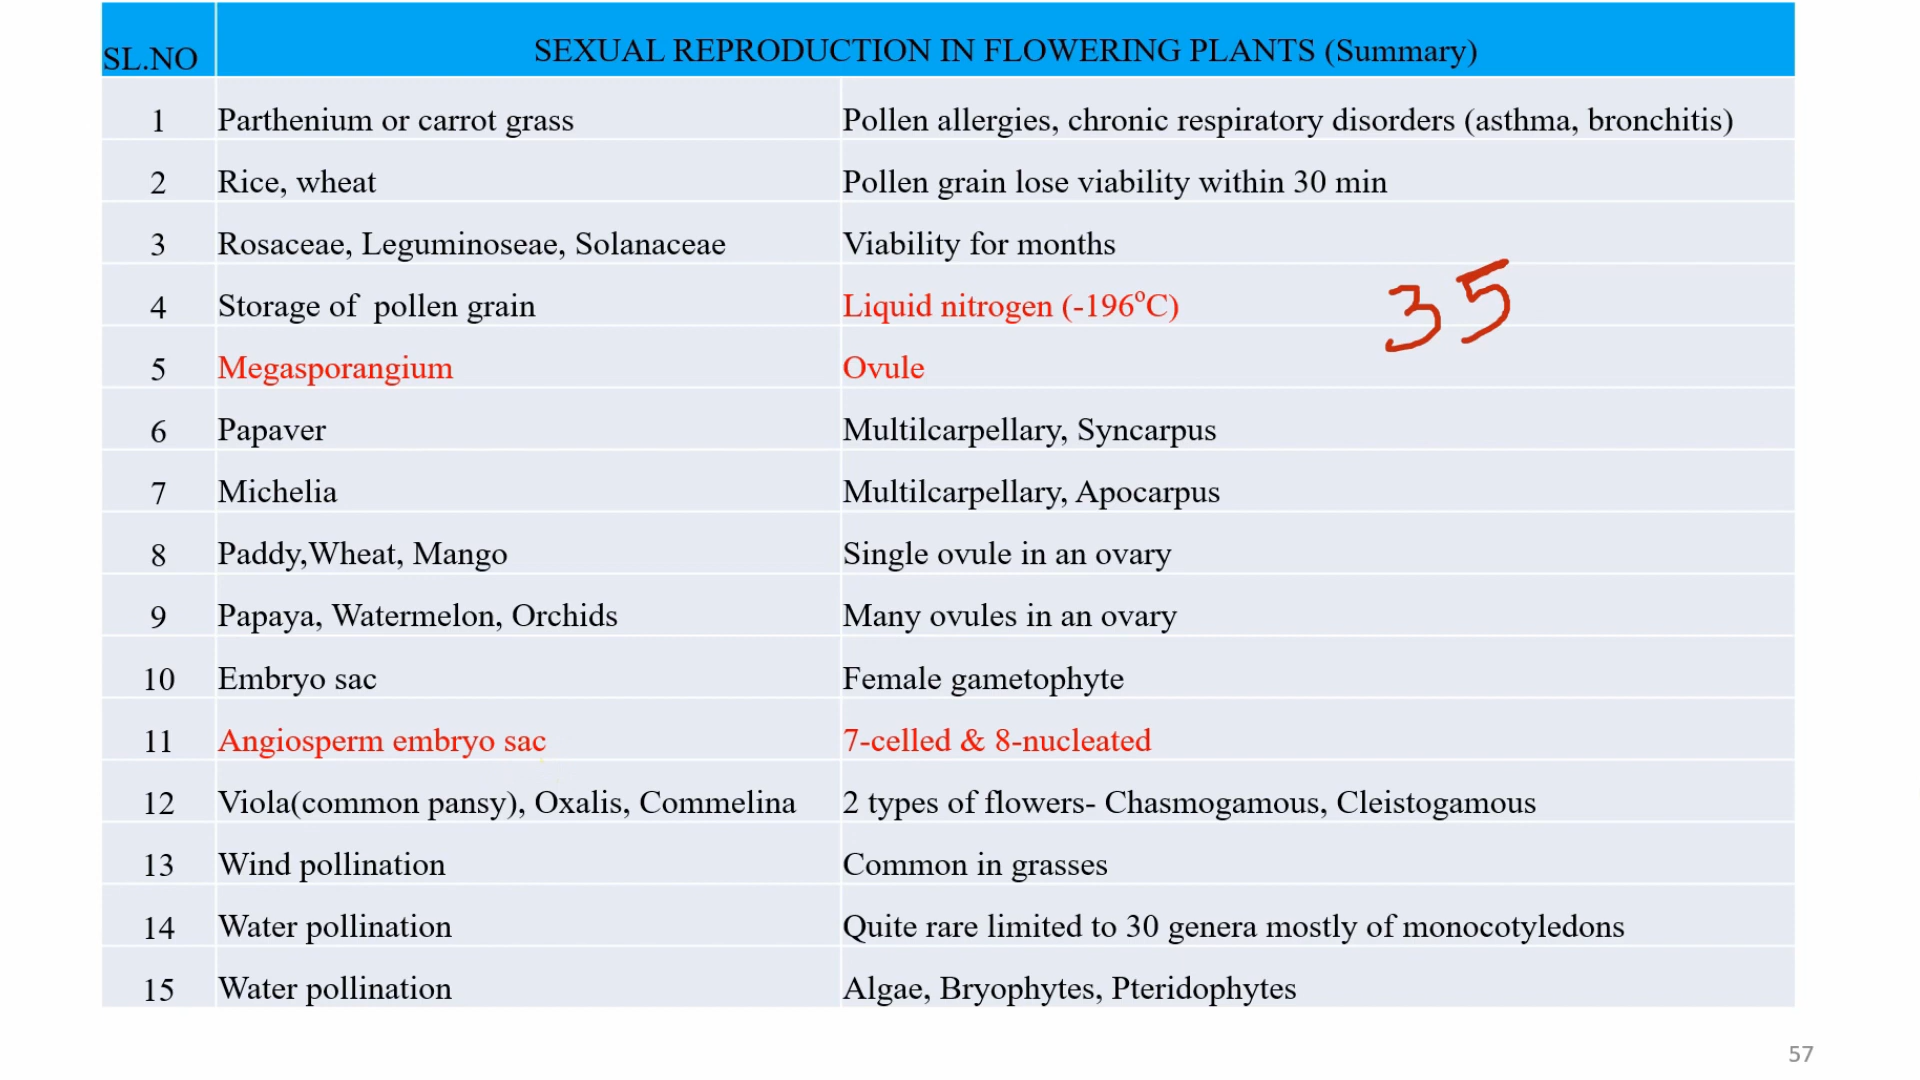 SL.NO SEXUAL REPRODUCTION IN FLOWERING PLANTS (Summary)
1 Parthenium or carrot grass Pollen allergies, chronic respiratory disorders (asthma, bronchitis)
2 Rice, wheat Pollen grain lose viability within 30 min
3 Rosaceae, Leguminoseae, Solanaceae Viability for months
4 Storage of pollen grain Liquid nitrogen (-196ºC) 35
5 Megasporangium Ovule
6 Papaver Multilcarpellary, Syncarpus
7 Michelia Multilcarpellary, Apocarpus
8 Paddy,Wheat, Mango Single ovule in an ovary
9 Papaya, Watermelon, Orchids Many ovules in an ovary
10 Embryo sac Female gametophyte
11 Angiosperm embryo sac 7-celled & 8-nucleated
12 Viola(common pansy), Oxalis, Commelina 2 types of flowers- Chasmogamous, Cleistogamous
13 Wind pollination Common in grasses
14 Water pollination Quite rare limited to 30 genera mostly of monocotyledons
15 Water pollination Algae, Bryophytes, Pteridophytes
57